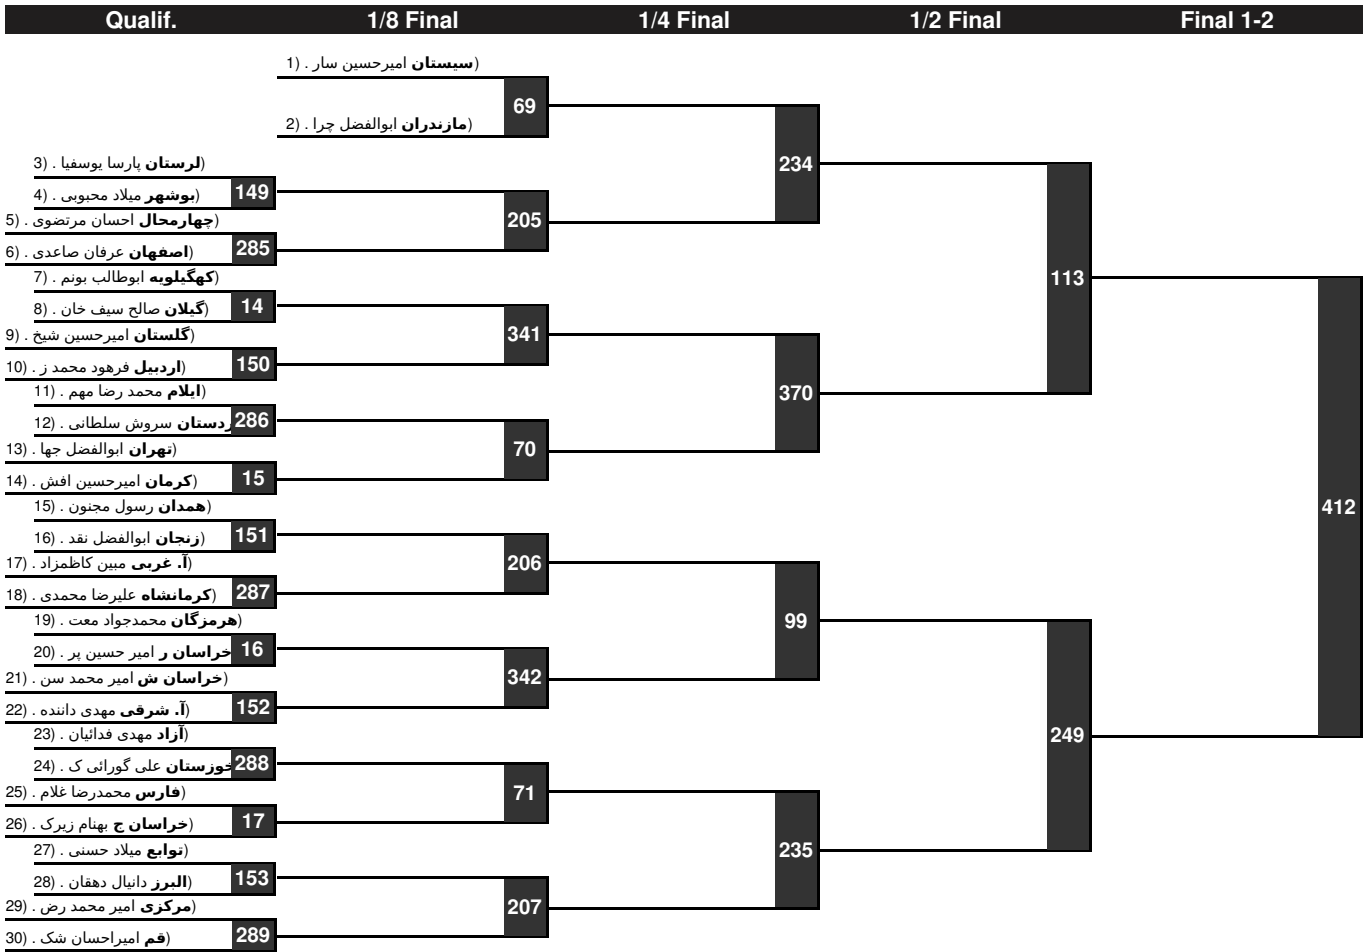 Qualif. 1/8 Final 1/4 Final 1/2 Final Final 1-2
1) . امیرحسین سار سیستان)
69
2) . ابوالفضل چرا مازندران)
3) . پارسا یوسفیا لرستان)
234
149
4) . میلاد محبوبی بوشهر)
5) . احسان مرتضوی چهارمحال)
205
285
6) . عرفان صاعدی اصفهان)
7) . ابوطالب بونم کهگیلویه)
113
14
8) . صالح سیف خان گیلان)
9) . امیرحسین شیخ گلستان)
341
150
10) . فرهود محمد ز اردبیل)
11) . محمد رضا مهم ایلام)
370
286
12) . سروش سلطانی ردستان
13) . ابوالفضل جها تهران)
70
15
14) . امیرحسین افش کرمان)
15) . رسول مجنون همدان)
412
151
16) . ابوالفضل نقد زنجان)
17) . مبین کاظمزاد آ. غربی)
206
287
18) . علیرضا محمدی کرمانشاه)
19) . محمدجواد معت هرمزگان)
99
16
20) . امیر حسین پر خراسان ر
21) . امیر محمد سن خراسان ش)
342
152
22) . مهدی داننده آ. شرقی)
23) . مهدی فدائیان آزاد)
249
288
24) . علی گورائی ک خوزستان
25) . محمدرضا غلام فارس)
71
17
26) . بهنام زیرک خراسان ج)
27) . میلاد حسنی توابع)
235
153
28) . دانیال دهقان البرز)
29) . امیر محمد رض مرکزی)
207
289
30) . امیراحسان شک قم)